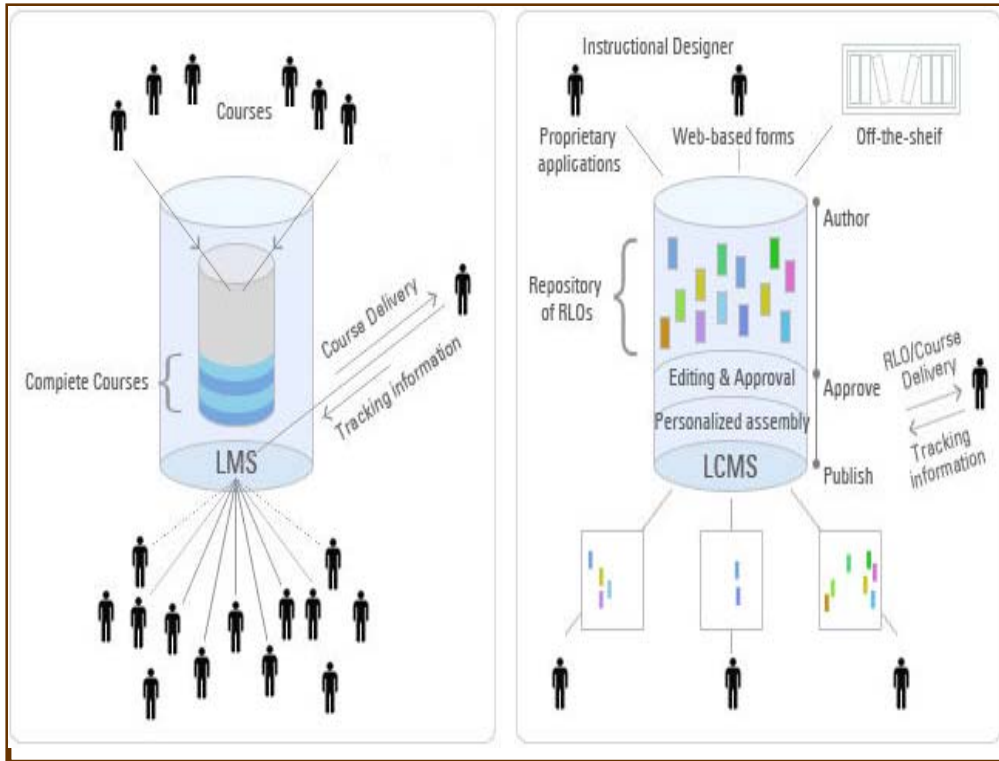 Courses
Course Delivery
Tracking information
Compiete Courses
LMS
Instructional Designer
Proprietary
applications
Web-based forms
Off-the-sheif
Author
Repository
of RLOs
Editing & Approval
Approve
Personalized assembly
LCMS
Publish
RLO/Course
Delivery
Tracking
information